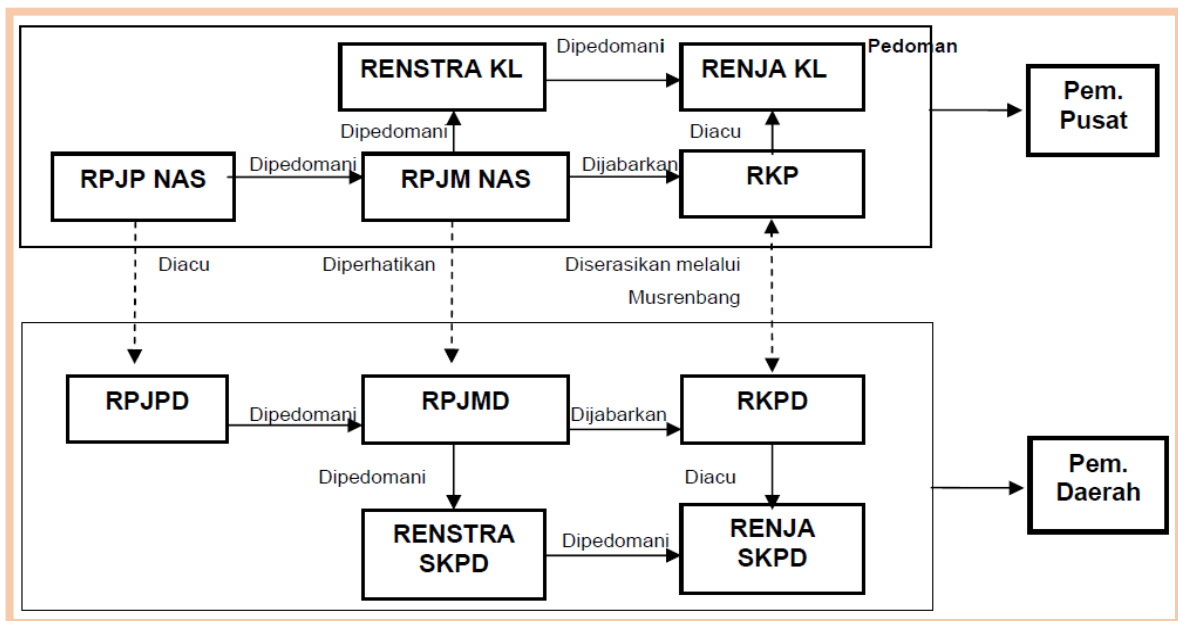 Dipedomani
Pedoman
RENSTRA KL
RENJA KL
Pem.
Pusat
Dipedomani
Diacu
RPJP NAS
Dipedomani
RPJM NAS
Dijabarkan
RKP
Diacu
Diperhatikan
Diserasikan melalui
Musrenbang
RPJPD
Dipedomani
RPJMD
Dijabarkan
RKPD
Dipedomani
Diacu
Pem.
Daerah
RENSTRA
SKPD
Dipedomani
RENJA
SKPD